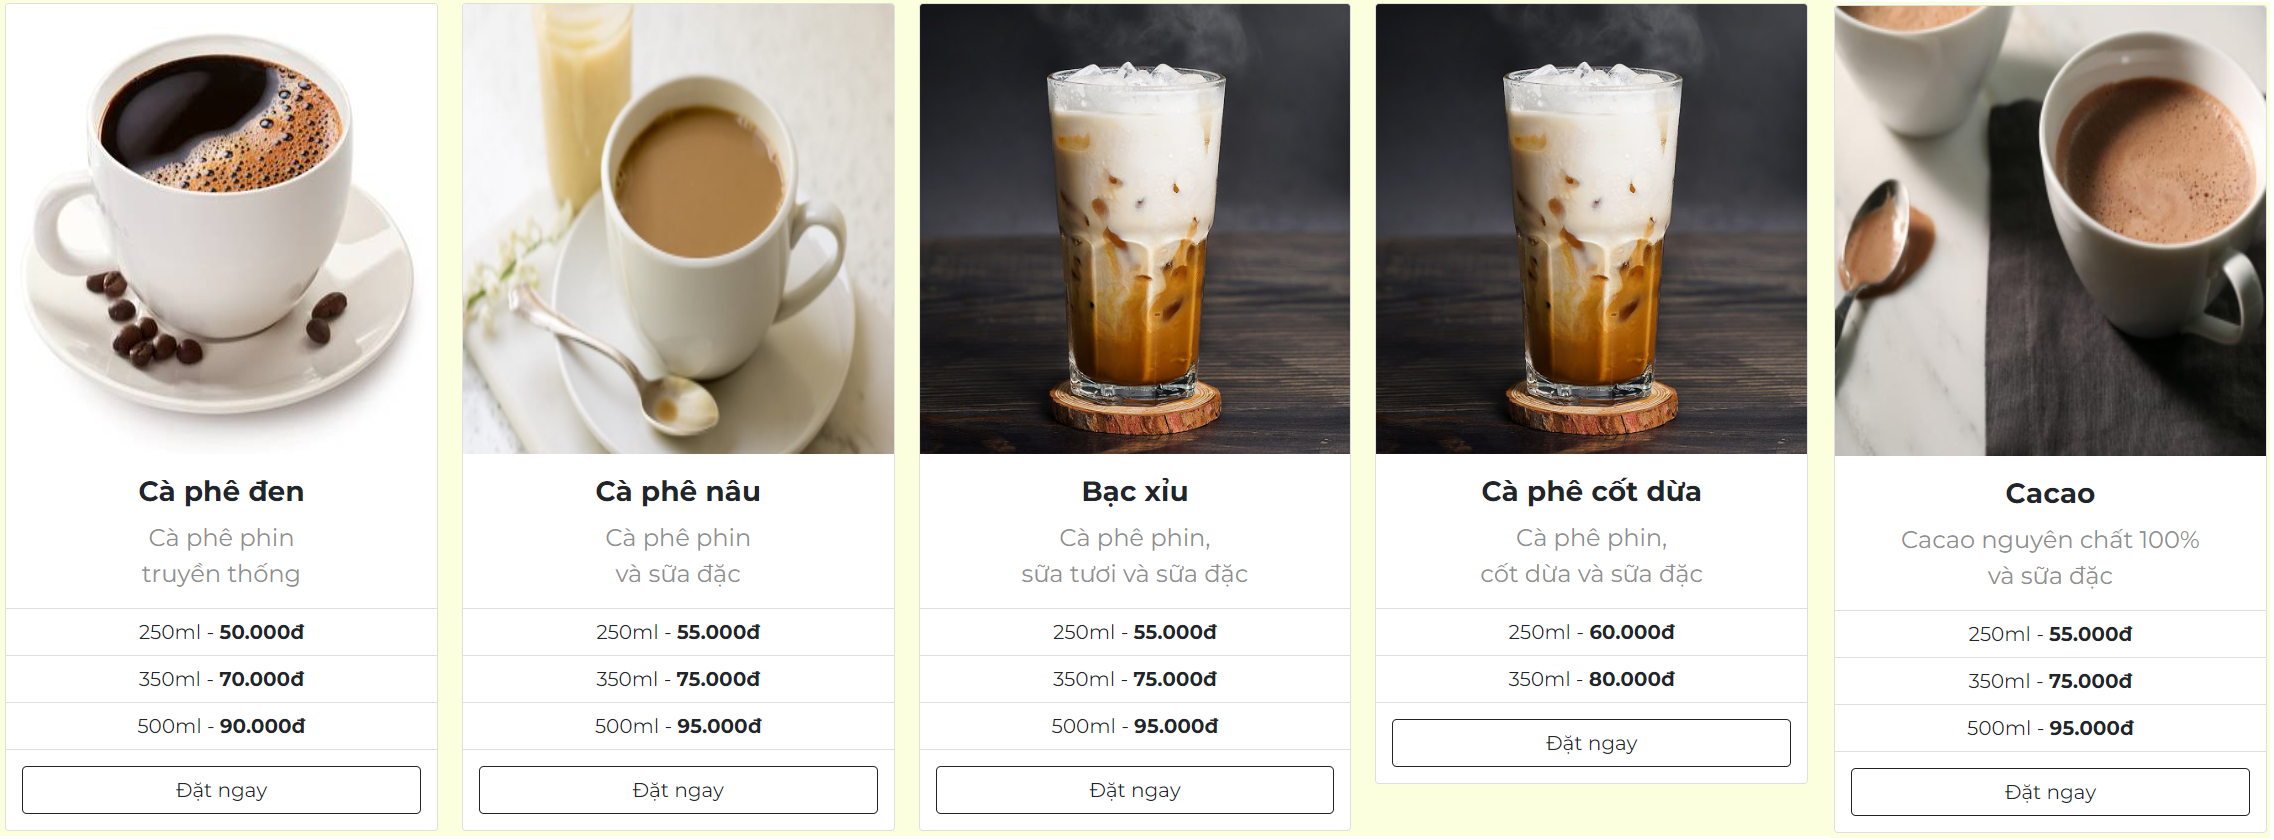 Cà phê đen
Cà phê phin
truyền thống
250ml - 50.000đ
350ml - 70.000đ
500ml - 90.000đ
Đặt ngay
Cà phê nâu
Cà phê phin
và sữa đặc
250ml - 55.000đ
350ml - 75.000đ
500ml - 95.000đ
Đặt ngay
Bạc xỉu
Cà phê phin,
sữa tươi và sữa đặc
250ml - 55.000đ
350ml - 75.000đ
500ml - 95.000đ
Đặt ngay
Cà phê cốt dừa
Cà phê phin,
cốt dừa và sữa đặc
250ml - 60.000đ
350ml - 80.000đ
Đặt ngay
Cacao
Cacao nguyên chất 100%
và sữa đặc
250ml - 55.000đ
350ml - 75.000đ
500ml - 95.000đ
Đặt ngay